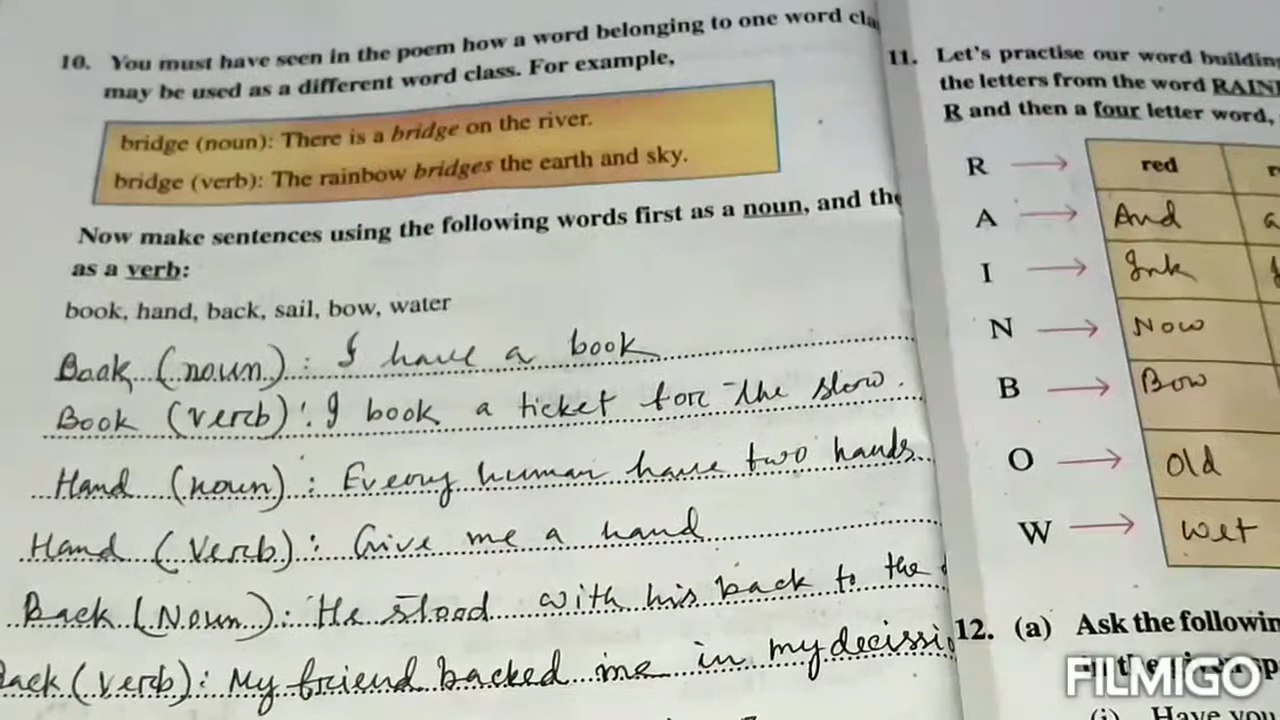 10. You must have seen in the poem how a word belonging to one word cla
may be used as a different word class. For example,
bridge (noun): There is a bridge on the river.
bridge (verb): The rainbow bridges the earth and sky.
Now make sentences using the following words first as a noun, and the
as a verb:
book, hand, back, sail, bow, water
Book (noun): I have a book
Book (verb): I book a ticket for the slow.
Hand (noun): Every human have two hands
Hand (Verb): Give me a hand
Back (Noun): He stood with his back to the
Back (verb): My friend backed me in my decissi
11. Let's practise our word building
the letters from the word RAIN
R and then a four letter word,
R → red
A → And a
I → Ink
N → Now
B → Bow
O → Old
W → wet
12. (a) Ask the followin
(i) Have you
FILMIGO